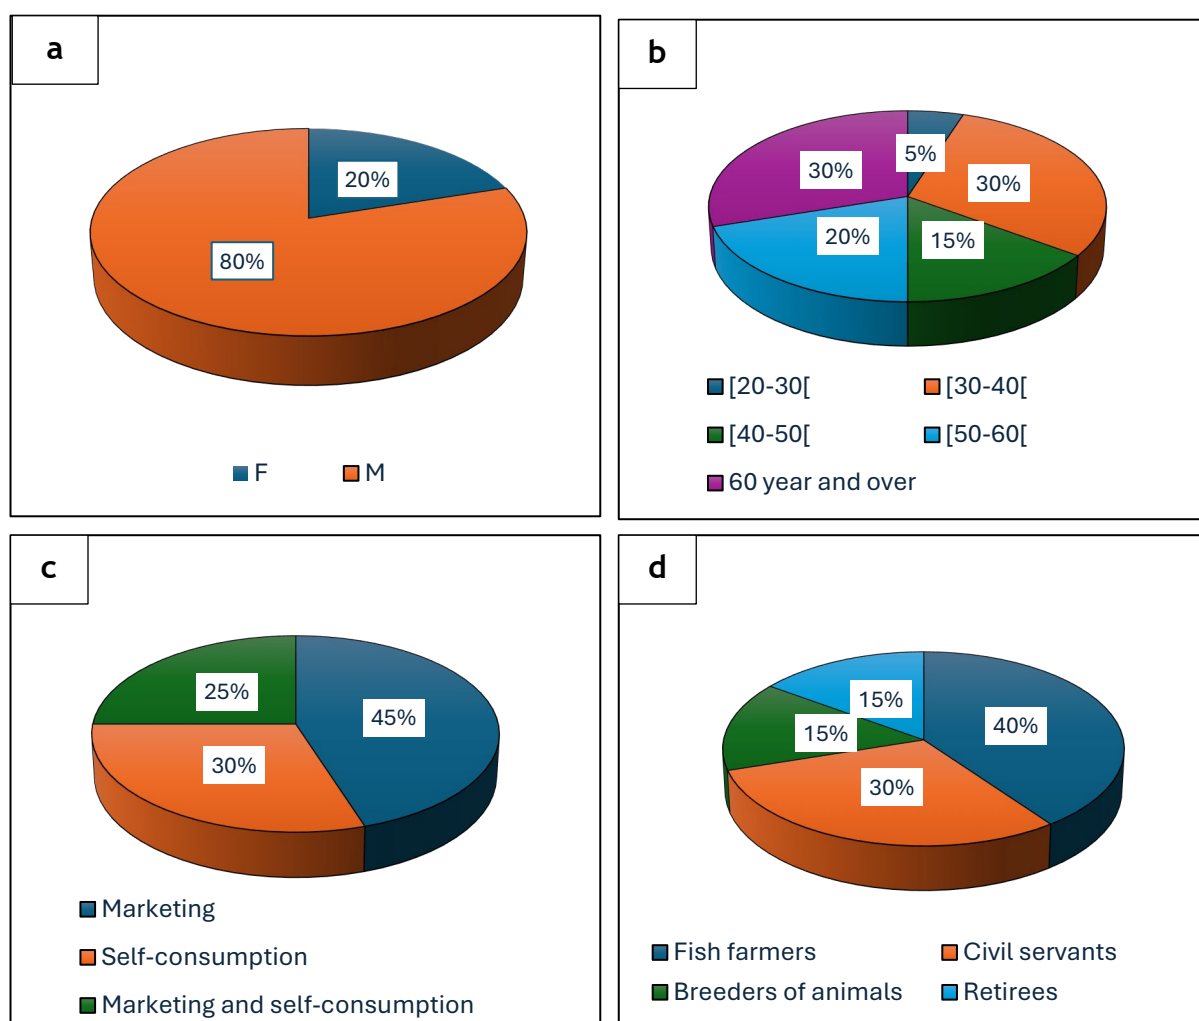 a
20%
80%
F
M
b
5%
30%
30%
20%
15%
[20-30[
[30-40[
[40-50[
[50-60[
60 year and over
c
25%
45%
30%
Marketing
Self-consumption
Marketing and self-consumption
d
15%
40%
15%
30%
Fish farmers
Civil servants
Breeders of animals
Retirees